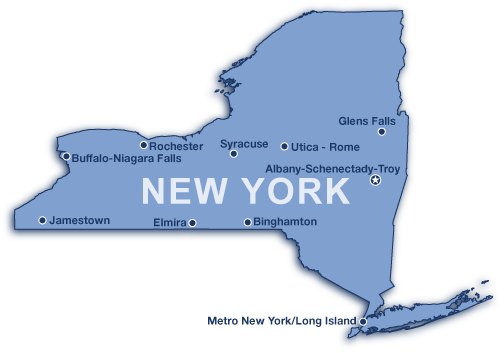 Glens Falls
Rochester
Syracuse
Utica - Rome
Buffalo-Niagara Falls
Albany-Schenectady-Troy
NEW YORK
Jamestown
Elmira
Binghamton
Metro New York/Long Island